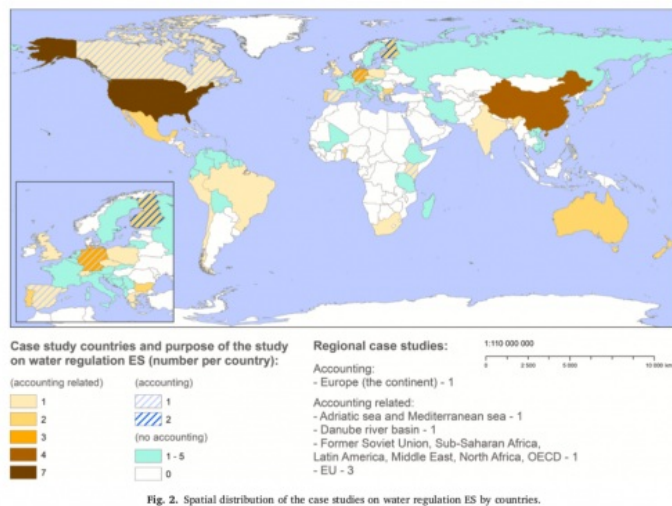 Case study countries and purpose of the study
on water regulation ES (number per country):
(accounting related)
1
2
3
4
7
(accounting)
1
2
(no accounting)
1 - 5
0
Regional case studies:
Accounting:
- Europe (the continent) - 1
Accounting related:
- Adriatic sea and Mediterranean sea - 1
- Danube river basin - 1
- Former Soviet Union, Sub-Saharan Africa,
Latin America, Middle East, North Africa, OECD - 1
- EU - 3
1:110 000 000
0 2 500 5 000 10 000 km
Fig. 2. Spatial distribution of the case studies on water regulation ES by countries.